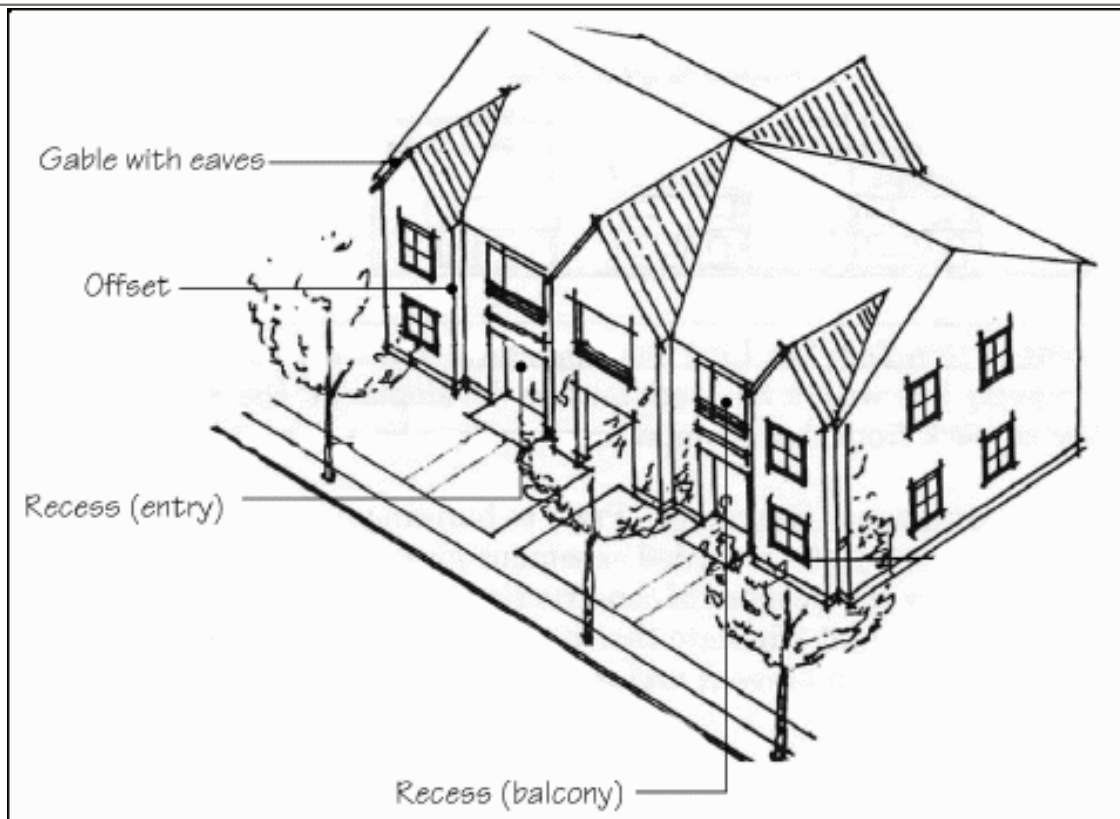 Gable with eaves
Offset
Recess (entry)
Recess (balcony)